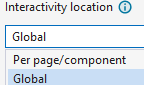 Interactivity location
Global
Per page/component
Global